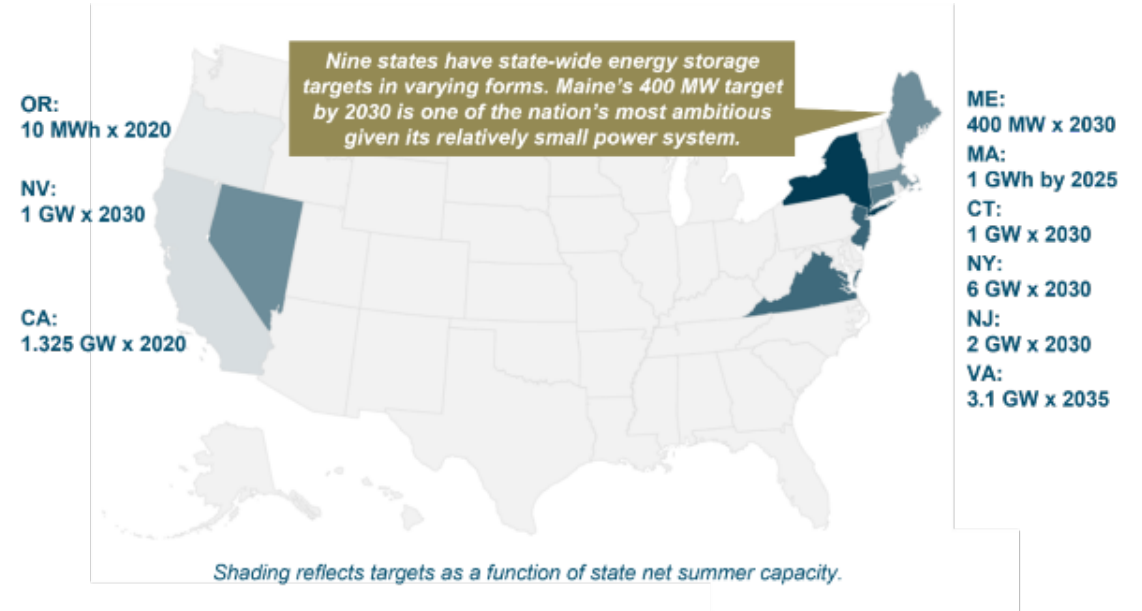 Nine states have state-wide energy storage
targets in varying forms. Maine's 400 MW target
by 2030 is one of the nation's most ambitious
given its relatively small power system.
OR:
10 MWh x 2020
NV:
1 GW x 2030
CA:
1.325 GW x 2020
ME:
400 MW x 2030
MA:
1 GWh by 2025
CT:
1 GW x 2030
NY:
6 GW x 2030
NJ:
2 GW x 2030
VA:
3.1 GW x 2035
Shading reflects targets as a function of state net summer capacity.